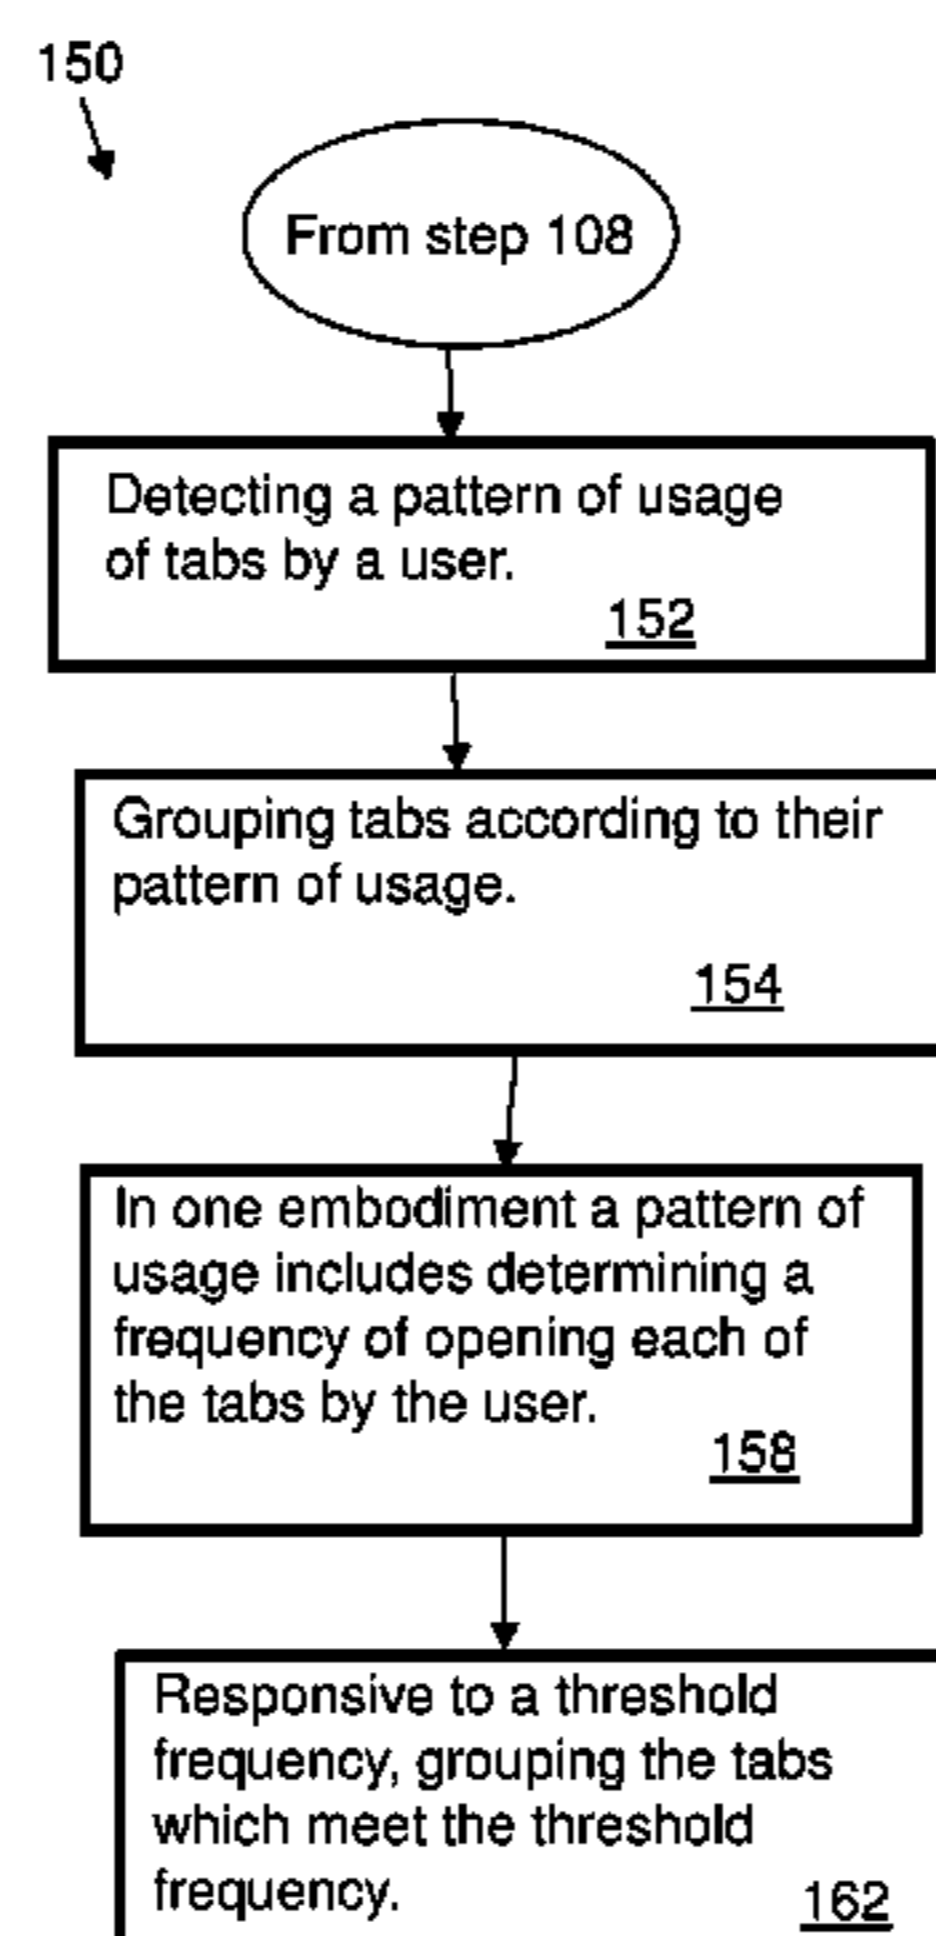 150
From step 108
Detecting a pattern of usage
of tabs by a user.
152
Grouping tabs according to their
pattern of usage.
154
In one embodiment a pattern of
usage includes determining a
frequency of opening each of
the tabs by the user.
158
Responsive to a threshold
frequency, grouping the tabs
which meet the threshold
frequency.
162